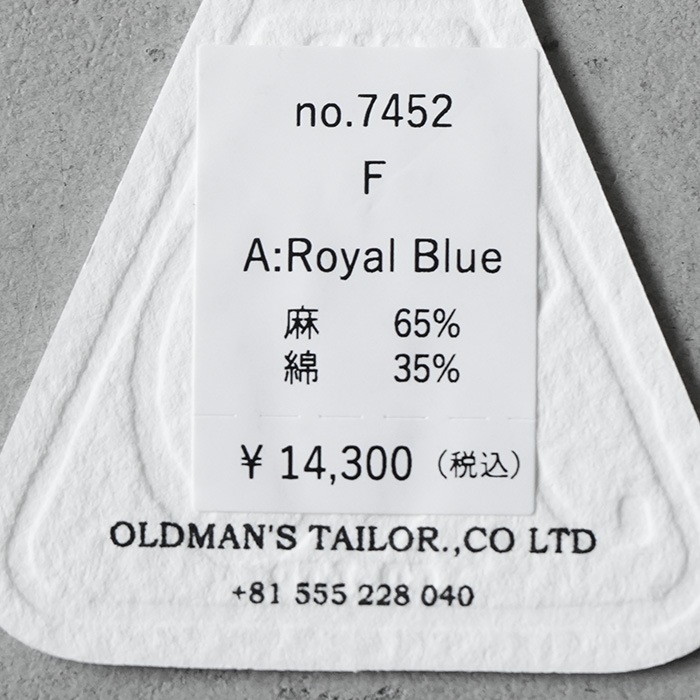 no.7452
F
A:Royal Blue
麻 65%
綿 35%
¥ 14,300 (税込)
OLDMAN'S TAILOR.,CO LTD
+81 555 228 040